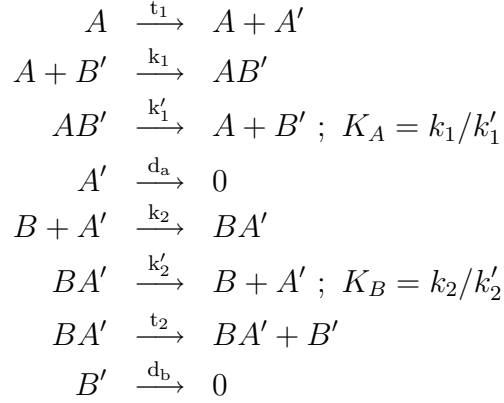 A —t₁→ A + A′
A + B′ —k₁→ AB′
AB′ —k′₁→ A + B′ ; K_A = k₁/k′₁
A′ —dₐ→ 0
B + A′ —k₂→ BA′
BA′ —k′₂→ B + A′ ; K_B = k₂/k′₂
BA′ —t₂→ BA′ + B′
B′ —d_b→ 0